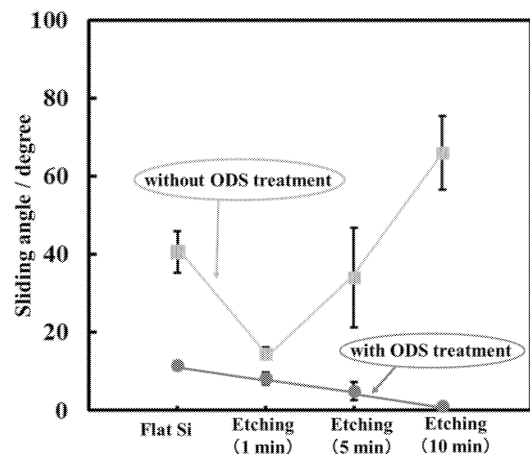 100
80
60
40
20
0
Sliding angle / degree
without ODS treatment
with ODS treatment
Flat Si
Etching
(1 min)
Etching
(5 min)
Etching
(10 min)